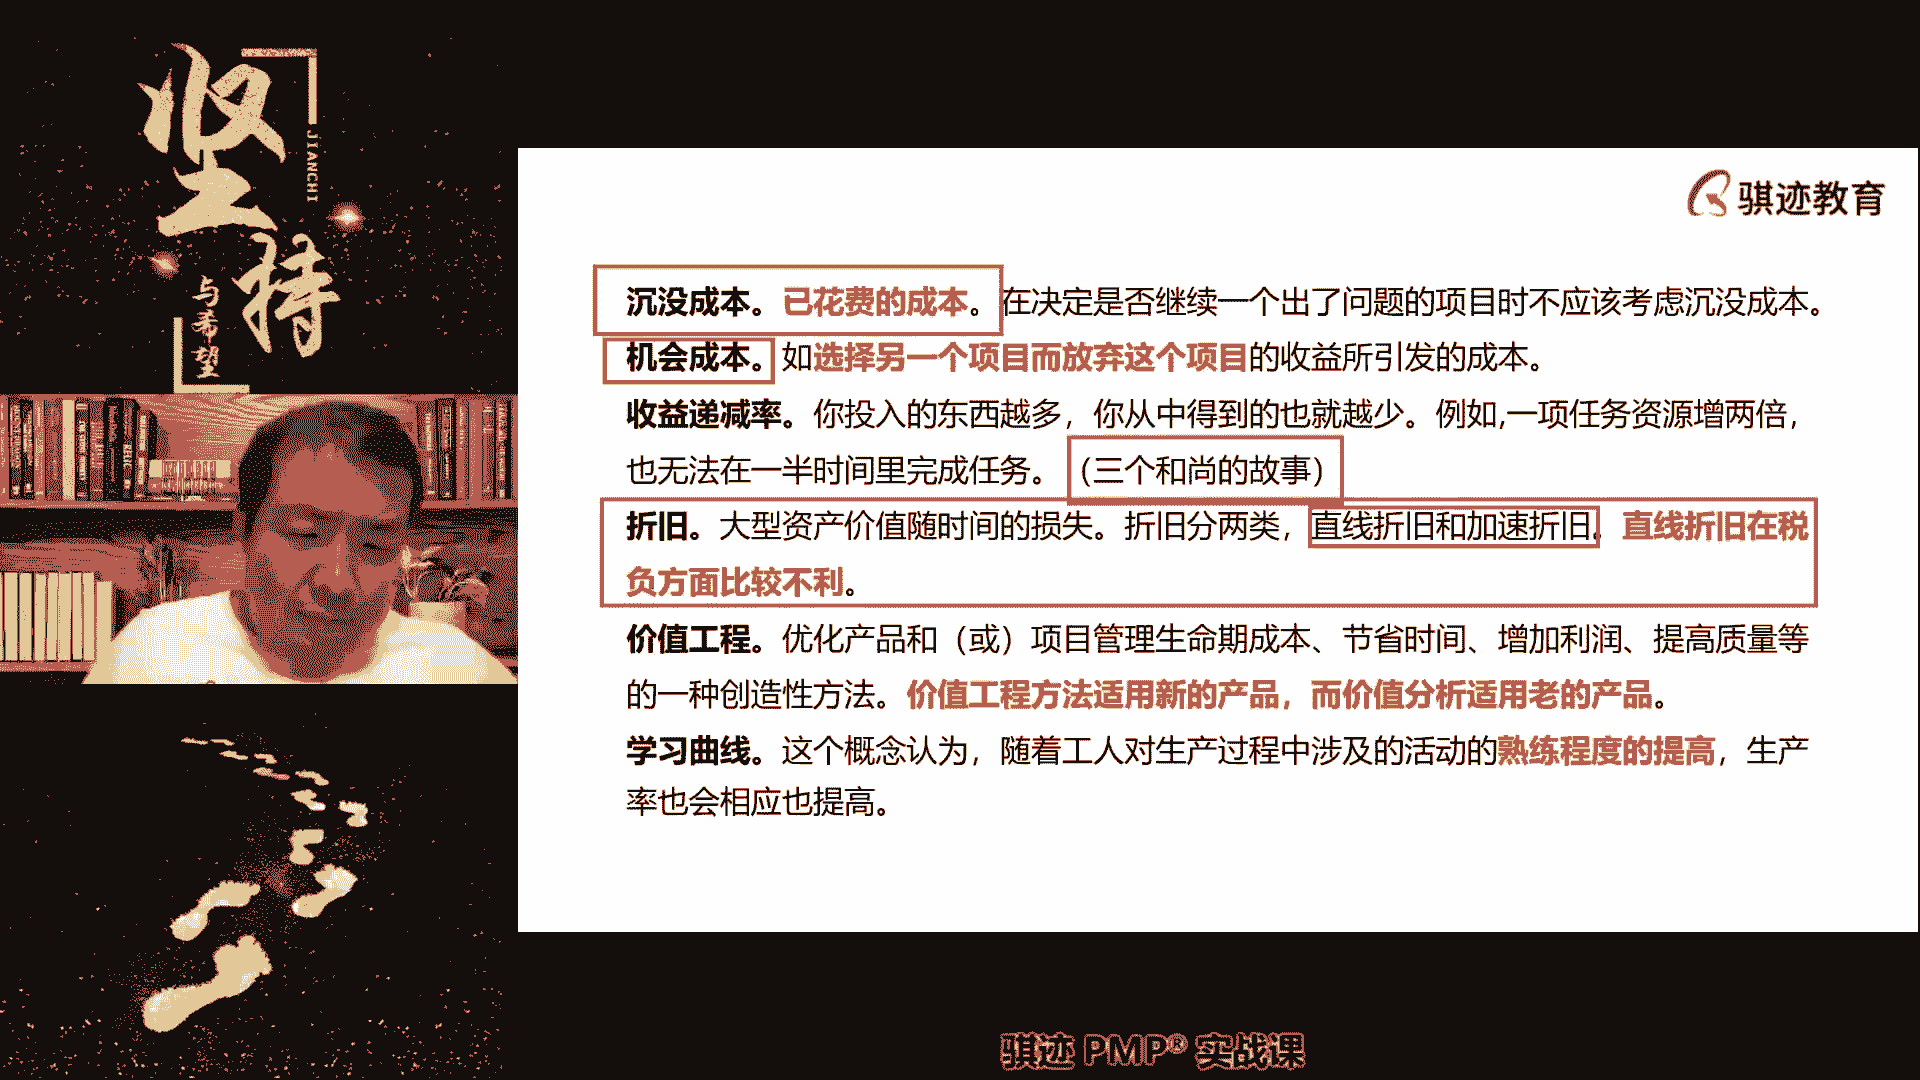 坚持
JIANCHI
与希望
骐迹教育
沉没成本。已花费的成本。在决定是否继续一个出了问题的项目时不应该考虑沉没成本。
机会成本。如选择另一个项目而放弃这个项目的收益所引发的成本。
收益递减率。你投入的东西越多，你从中得到的也就越少。例如,一项任务资源增两倍，
也无法在一半时间里完成任务。（三个和尚的故事）
折旧。大型资产价值随时间的损失。折旧分两类，直线折旧和加速折旧。直线折旧在税
负方面比较不利。
价值工程。优化产品和（或）项目管理生命期成本、节省时间、增加利润、提高质量等
的一种创造性方法。价值工程方法适用新的产品，而价值分析适用老的产品。
学习曲线。这个概念认为，随着工人对生产过程中涉及的活动的熟练程度的提高，生产
率也会相应也提高。
骐迹 PMP® 实战课